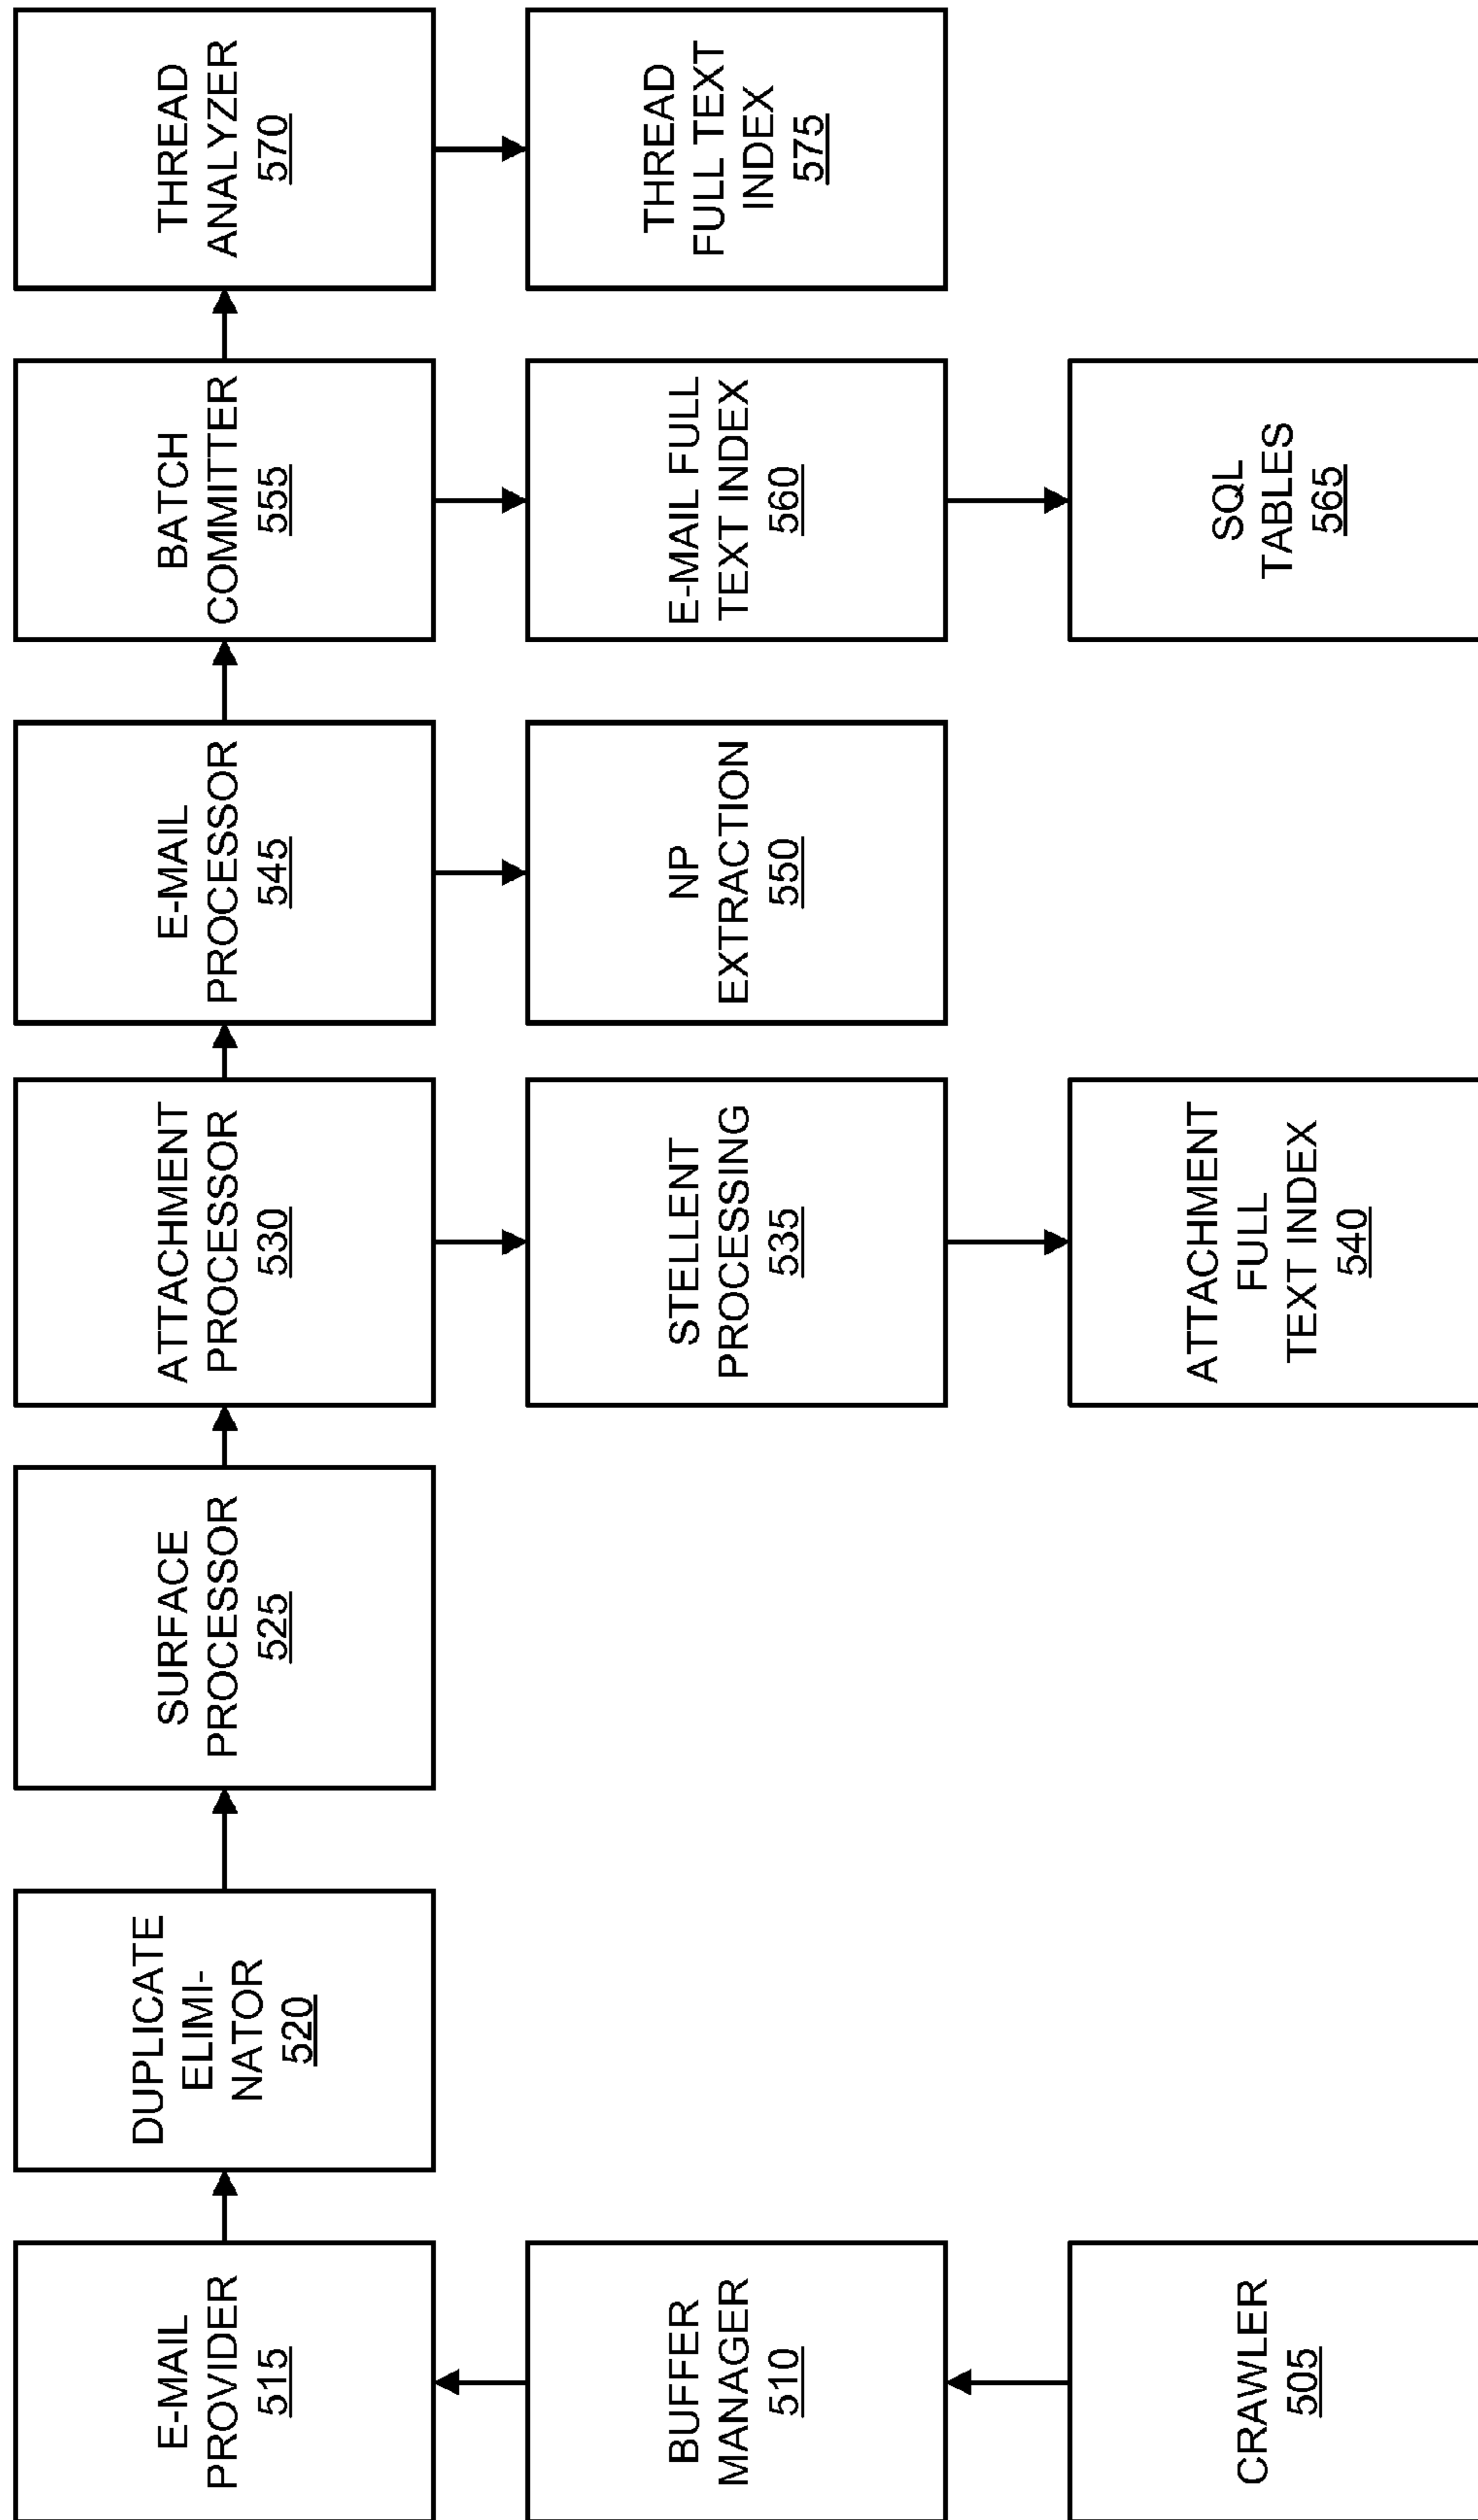 E-MAIL
PROVIDER
515
DUPLICATE
ELIMI-
NATOR
520
SURFACE
PROCESSOR
525
ATTACHMENT
PROCESSOR
530
E-MAIL
PROCESSOR
545
BATCH
COMMITTER
555
THREAD
ANALYZER
570
BUFFER
MANAGER
510
STELLENT
PROCESSING
535
NP
EXTRACTION
550
E-MAIL FULL
TEXT INDEX
560
THREAD
FULL TEXT
INDEX
575
CRAWLER
505
ATTACHMENT
FULL
TEXT INDEX
540
SQL
TABLES
565